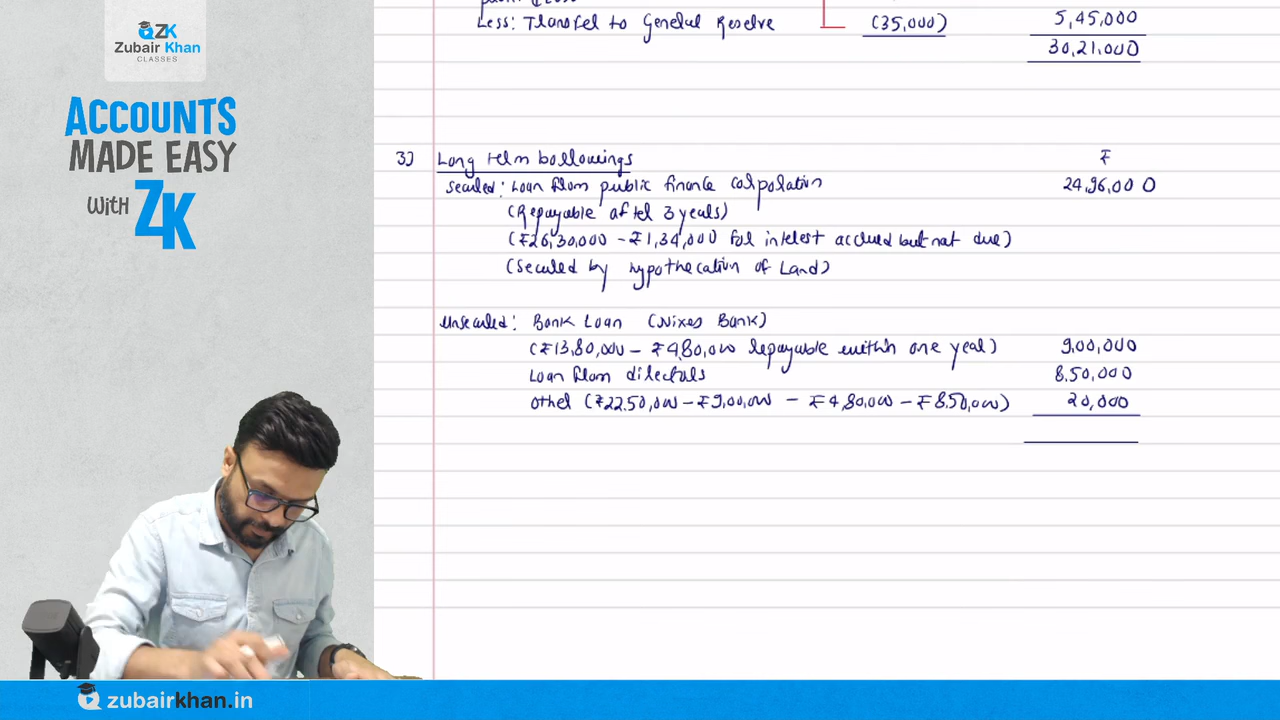 ZK
Zubair Khan
CLASSES
ACCOUNTS
MADE EASY
WITH ZK
Less: Transfer to General Reserve (35,000) 5,45,000
30,21,000
3) Long term borrowings ₹
Secured: Loan from public finance corporation 24,96,000
(Repayable after 3 years)
(₹26,30,000 - ₹1,34,000 for interest accrued but not due)
(Secured by hypothecation of Land)
Unsecured: Bank Loan (Nixes Bank)
(₹13,80,000 - ₹4,80,000 repayable within one year) 9,00,000
Loan from directors 8,50,000
Other (₹22,50,000 - ₹9,00,000 - ₹4,80,000 - ₹8,50,000) 20,000
zubairkhan.in